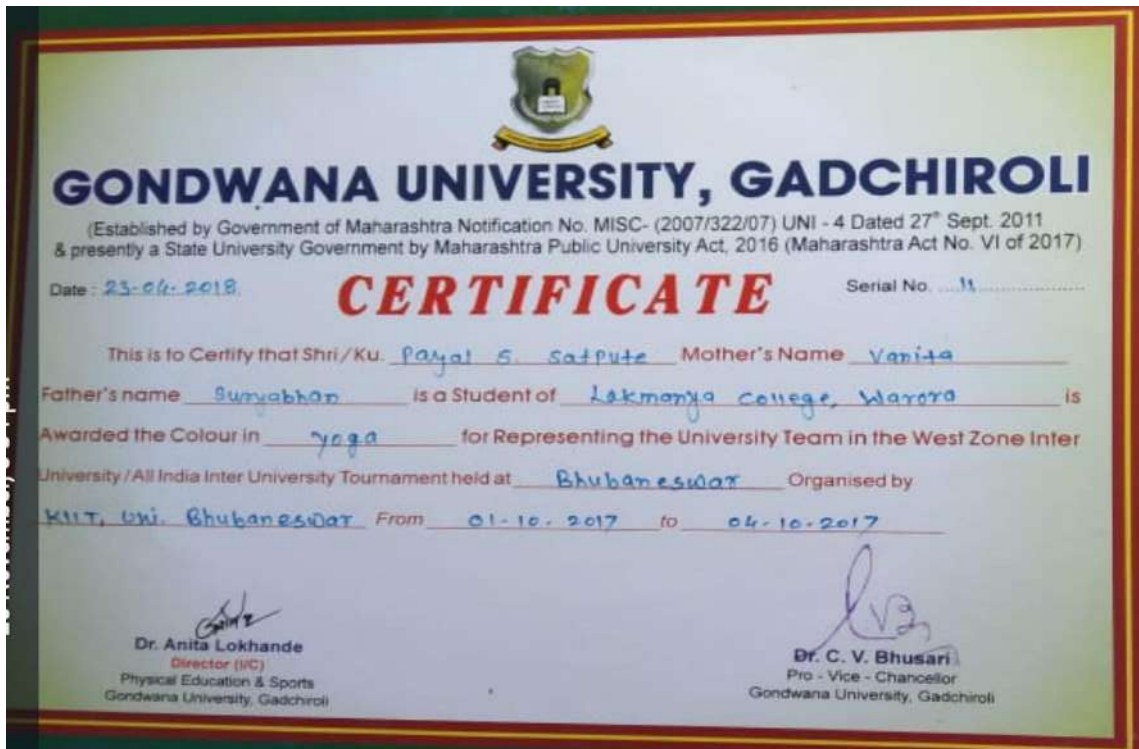 GONDWANA UNIVERSITY, GADCHIROLI
(Established by Government of Maharashtra Notification No. MISC- (2007/322/07) UNI - 4 Dated 27th Sept. 2011
& presently a State University Government by Maharashtra Public University Act, 2016 (Maharashtra Act No. VI of 2017)
Date : 23-04-2018.
CERTIFICATE
Serial No. ....11....................
This is to Certify that Shri/Ku. Payal S. Satpute Mother's Name Vanita
Father's name Suryabhan is a Student of Lokmanya College, Warora is
Awarded the Colour in yoga for Representing the University Team in the West Zone Inter
University / All India Inter University Tournament held at Bhubaneswar Organised by
KIIT, Uni. Bhubaneswar From 01-10-2017 to 04-10-2017
Dr. Anita Lokhande
Director (I/C)
Physical Education & Sports
Gondwana University, Gadchiroli
Dr. C. V. Bhusari
Pro - Vice - Chancellor
Gondwana University, Gadchiroli